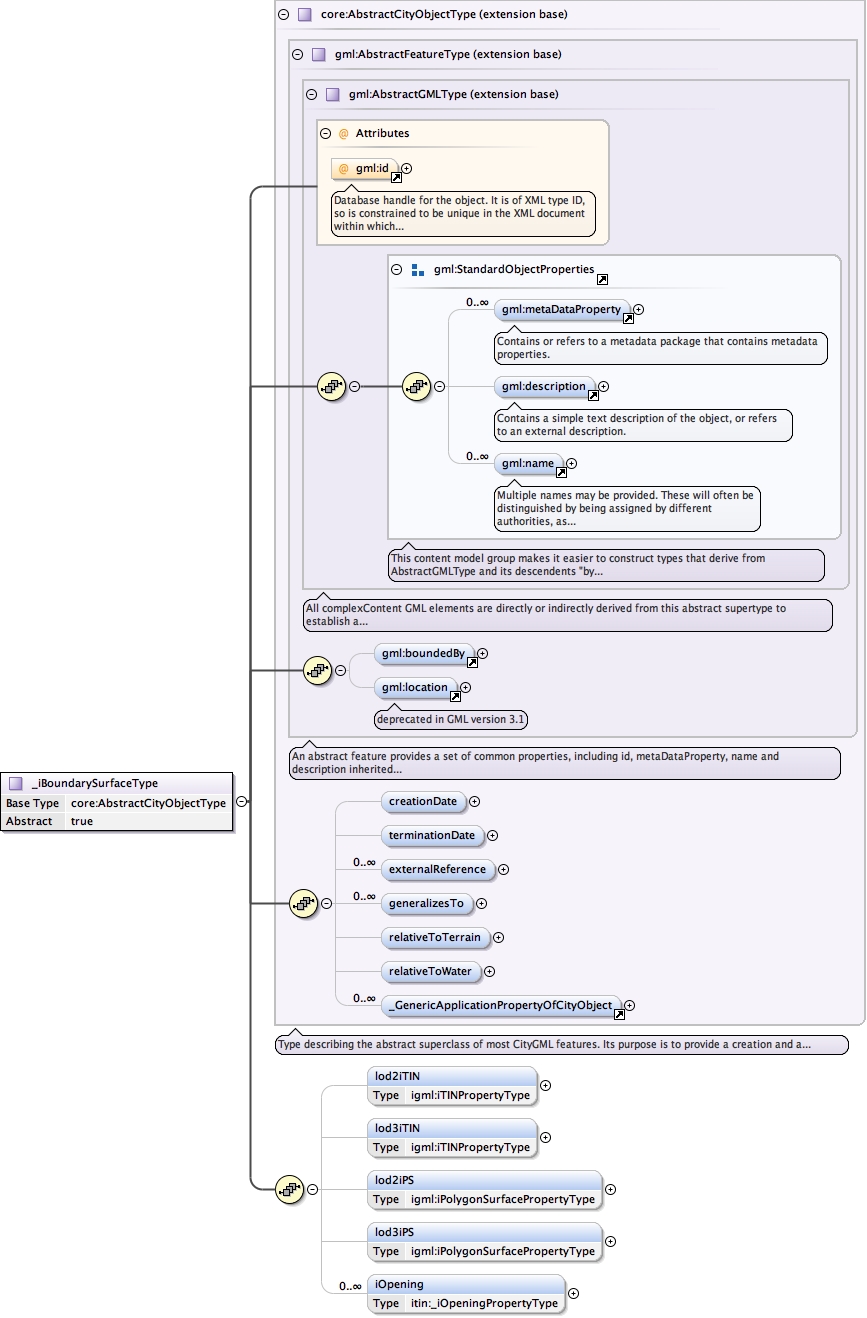 core:AbstractCityObjectType (extension base)
gml:AbstractFeatureType (extension base)
gml:AbstractGMLType (extension base)
@ Attributes
@ gml:id
Database handle for the object. It is of XML type ID,
so is constrained to be unique in the XML document
within which...
gml:StandardObjectProperties
0..∞
gml:metaDataProperty
Contains or refers to a metadata package that contains metadata
properties.
gml:description
Contains a simple text description of the object, or refers
to an external description.
0..∞
gml:name
Multiple names may be provided. These will often be
distinguished by being assigned by different
authorities, as...
This content model group makes it easier to construct types that derive from
AbstractGMLType and its descendents "by...
All complexContent GML elements are directly or indirectly derived from this abstract supertype to
establish a...
gml:boundedBy
gml:location
deprecated in GML version 3.1
An abstract feature provides a set of common properties, including id, metaDataProperty, name and
description inherited...
_iBoundarySurfaceType
Base Type core:AbstractCityObjectType
Abstract true
creationDate
terminationDate
0..∞
externalReference
0..∞
generalizesTo
relativeToTerrain
relativeToWater
0..∞
_GenericApplicationPropertyOfCityObject
Type describing the abstract superclass of most CityGML features. Its purpose is to provide a creation and a...
lod2iTIN
Type igml:iTINPropertyType
lod3iTIN
Type igml:iTINPropertyType
lod2iPS
Type igml:iPolygonSurfacePropertyType
lod3iPS
Type igml:iPolygonSurfacePropertyType
0..∞
iOpening
Type itin:_iOpeningPropertyType